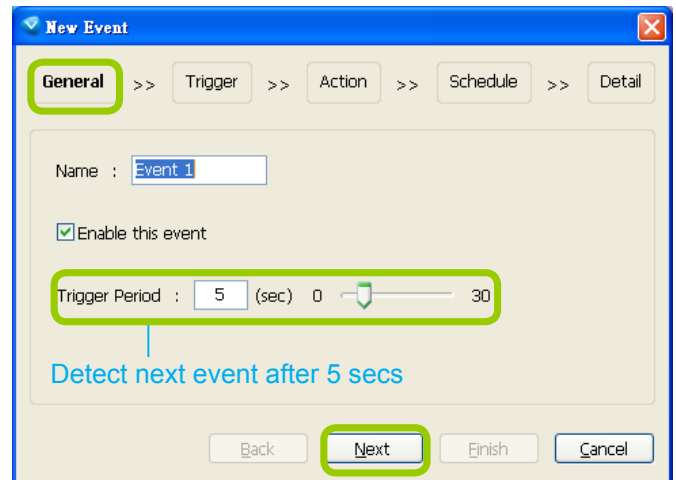 New Event
General >> Trigger >> Action >> Schedule >> Detail
Name : Event 1
Enable this event
Trigger Period : 5 (sec) 0 30
Detect next event after 5 secs
Back Next Finish Cancel